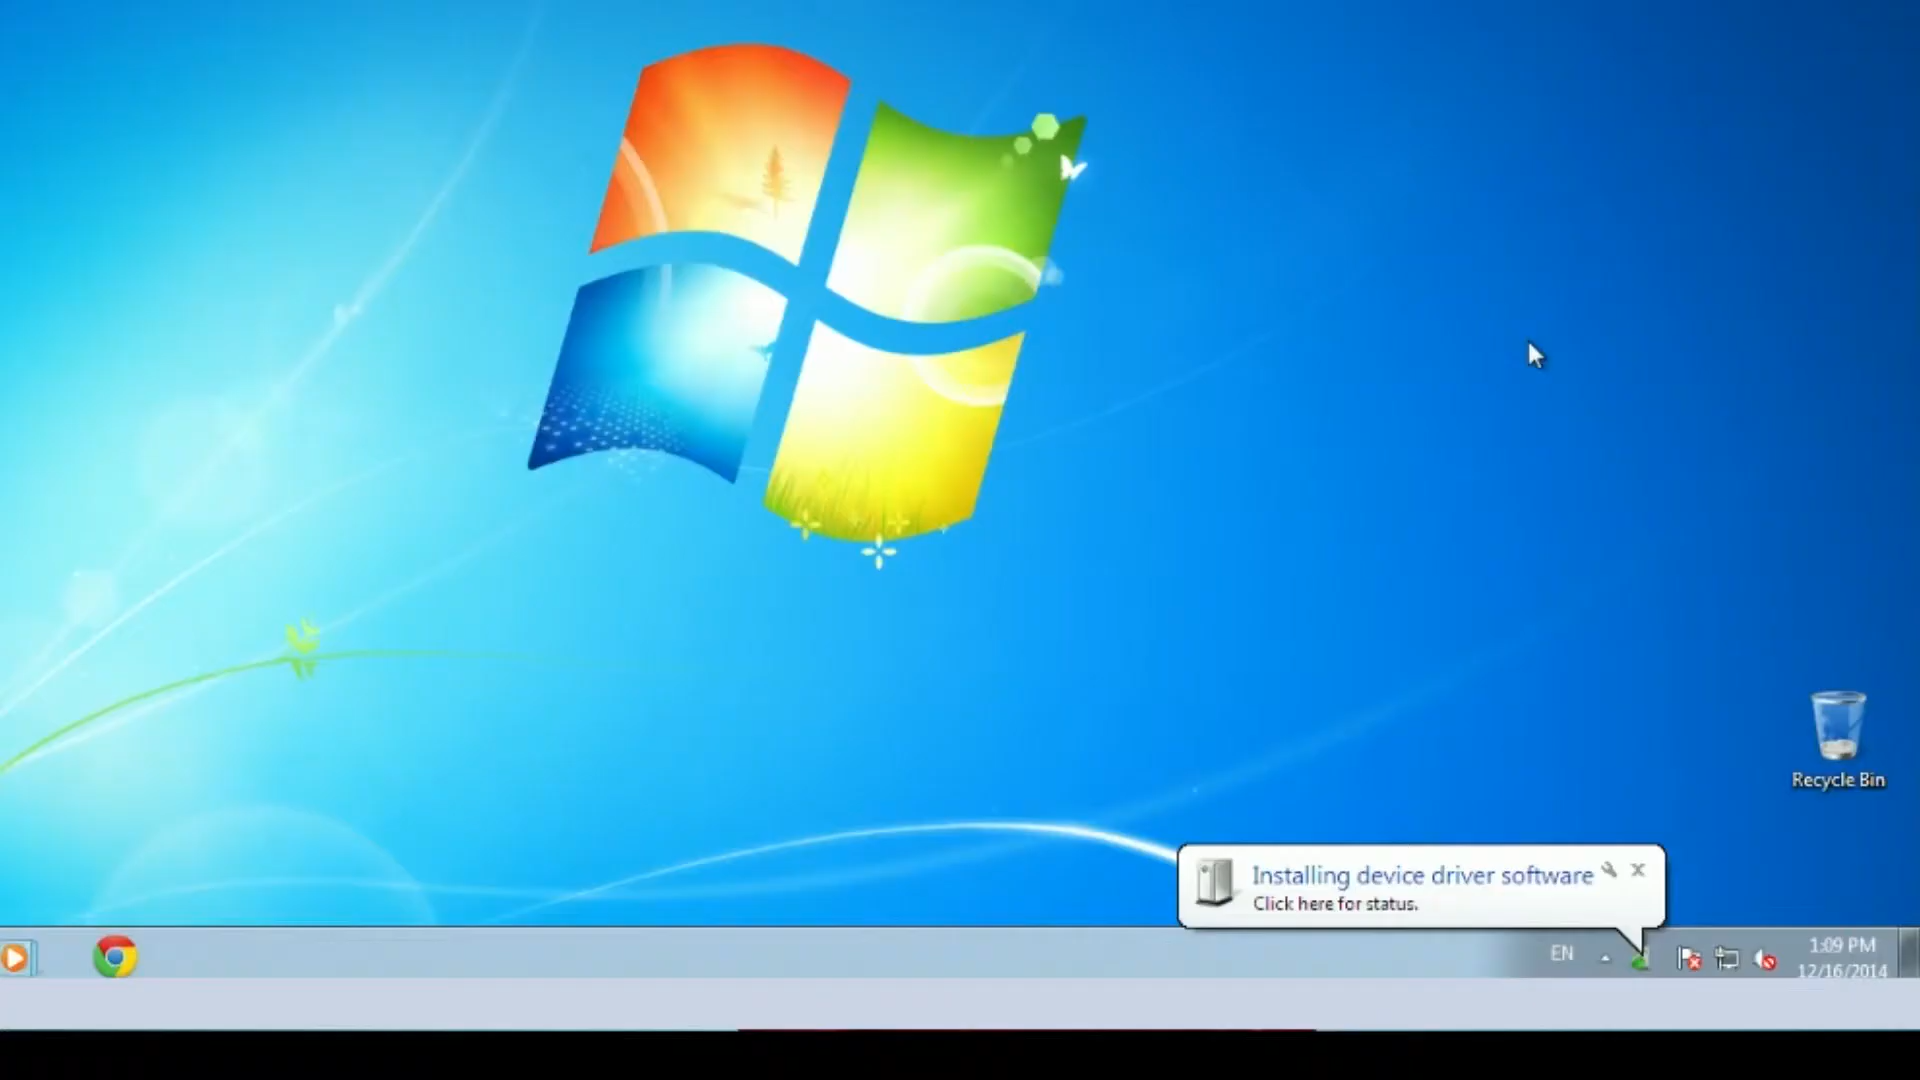 Recycle Bin
Installing device driver software
Click here for status.
EN
1:09 PM
12/16/2014